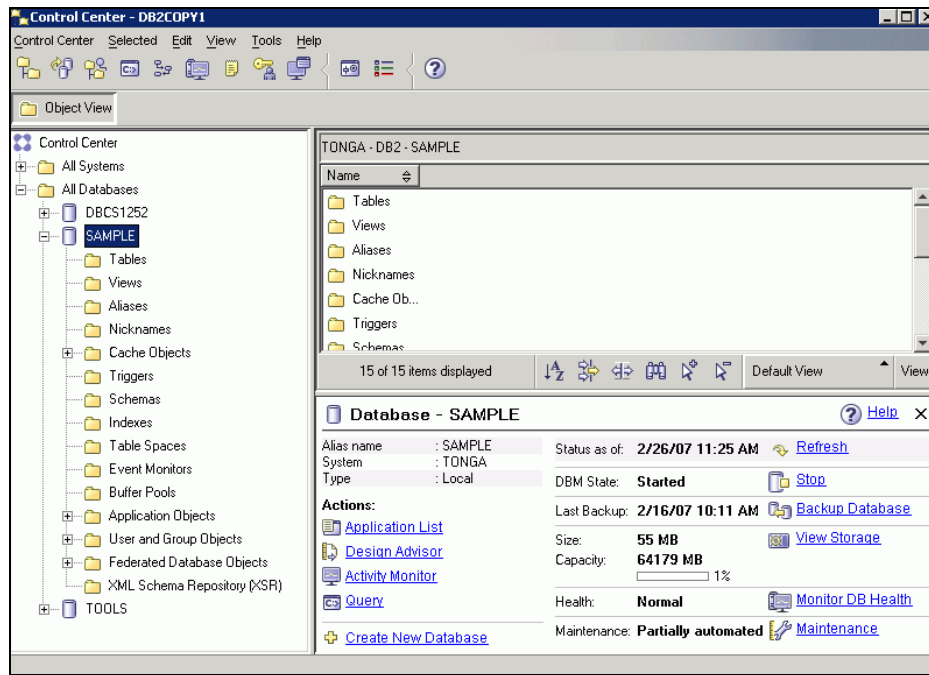 Control Center - DB2COPY1
Control Center Selected Edit View Tools Help
Object View
Control Center
All Systems
All Databases
DBCS1252
SAMPLE
Tables
Views
Aliases
Nicknames
Cache Objects
Triggers
Schemas
Indexes
Table Spaces
Event Monitors
Buffer Pools
Application Objects
User and Group Objects
Federated Database Objects
XML Schema Repository (XSR)
TOOLS
TONGA - DB2 - SAMPLE
Name
Tables
Views
Aliases
Nicknames
Cache Ob...
Triggers
Schemas
15 of 15 items displayed Default View View
Database - SAMPLE Help
Alias name : SAMPLE
System : TONGA
Type : Local
Actions:
Application List
Design Advisor
Activity Monitor
Query
Create New Database
Status as of: 2/26/07 11:25 AM Refresh
DBM State: Started Stop
Last Backup: 2/16/07 10:11 AM Backup Database
Size: 55 MB View Storage
Capacity: 64179 MB
1%
Health: Normal Monitor DB Health
Maintenance: Partially automated Maintenance